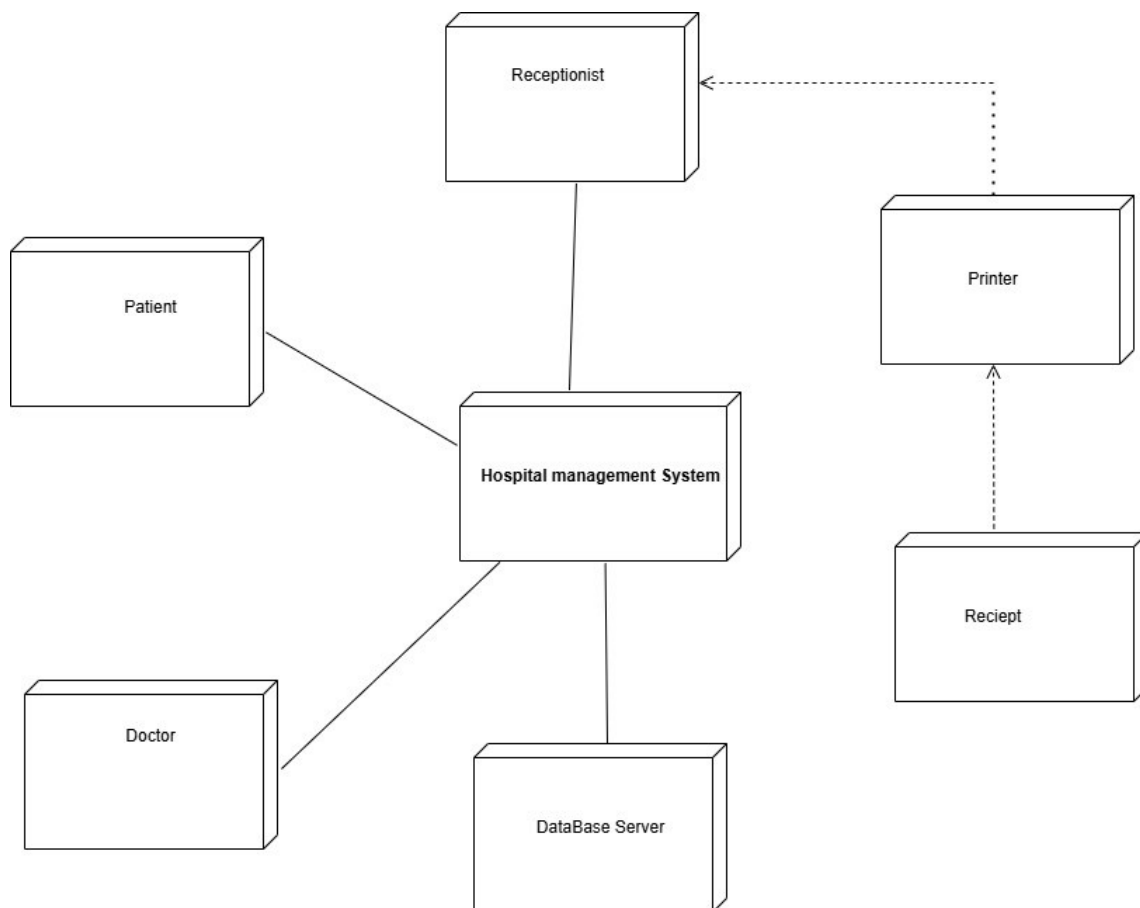 Receptionist
Patient
Printer
Hospital management System
Reciept
Doctor
DataBase Server